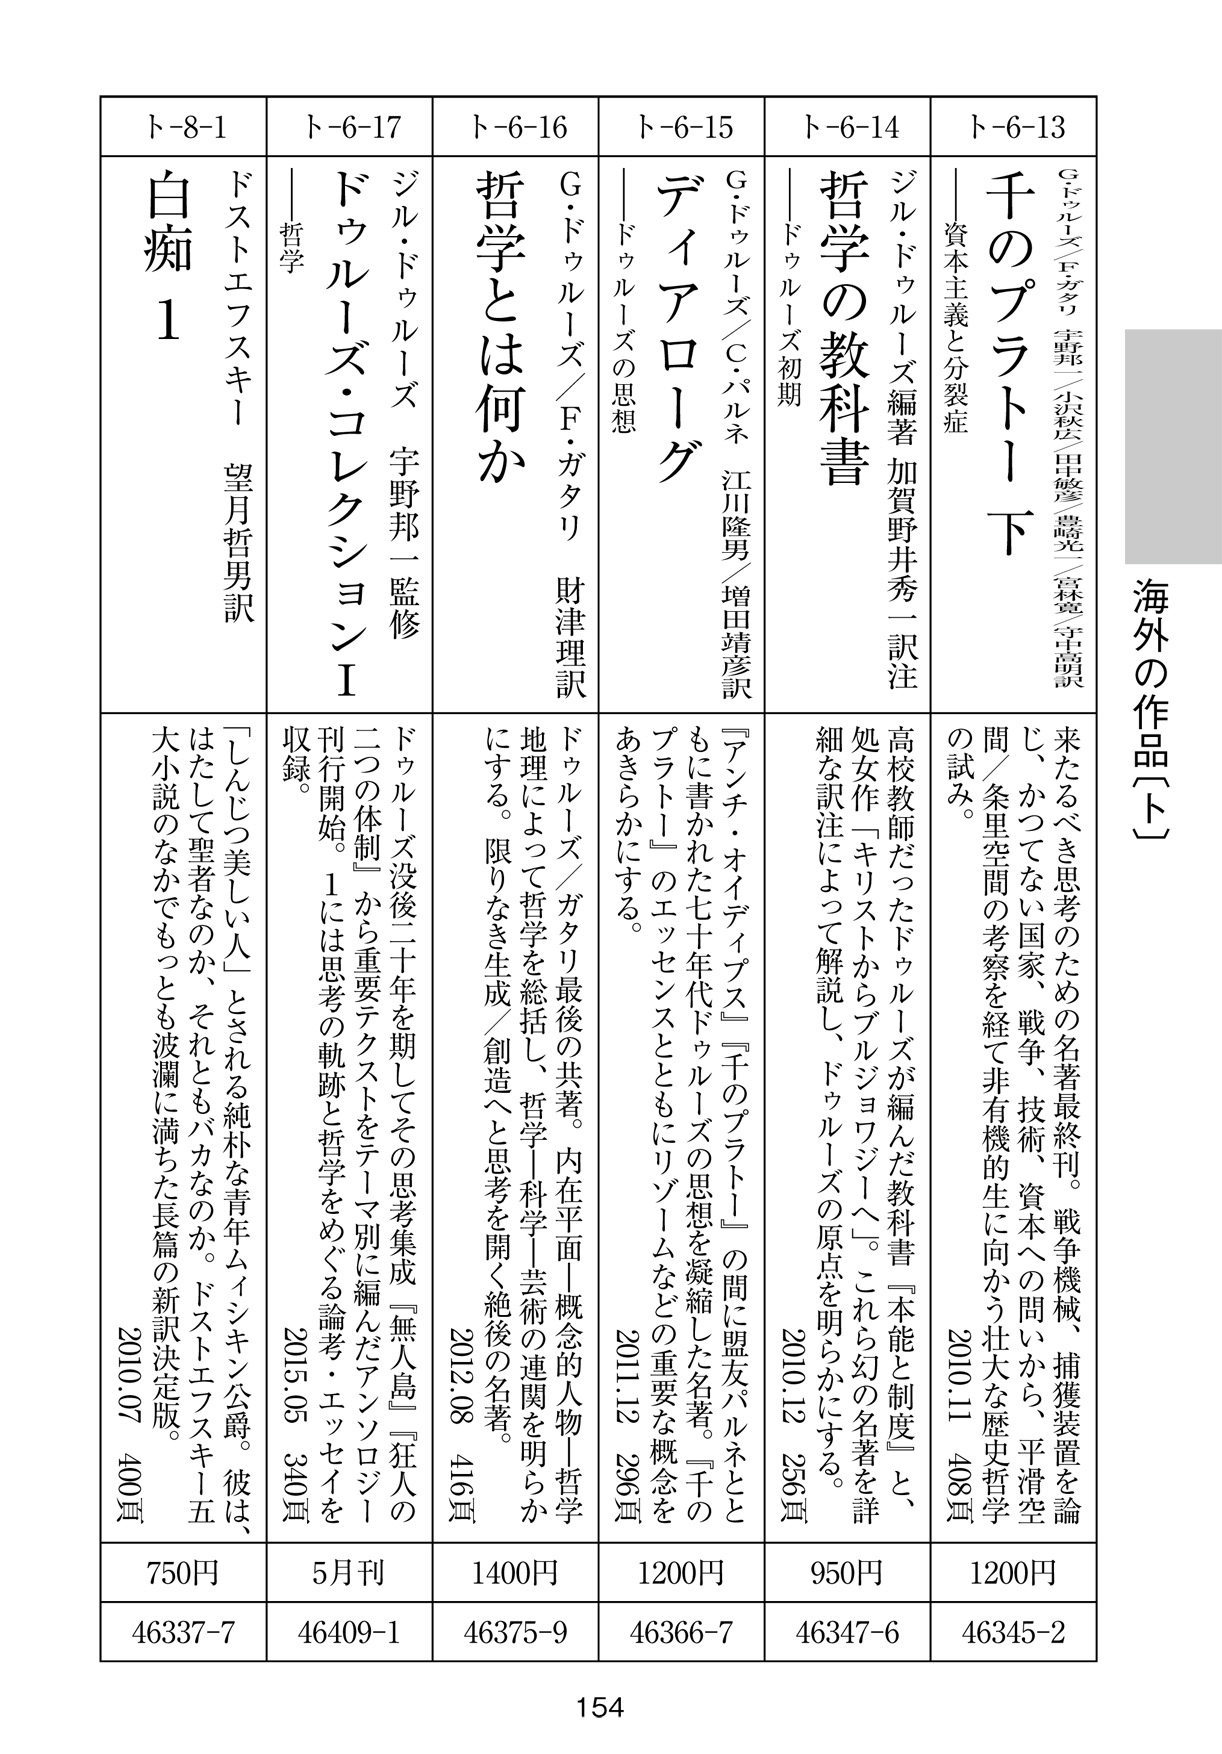 海外の作品〔ト〕
ト-6-13
G・ドゥルーズ／F・ガタリ 宇野邦一／小沢秋広／田中敏彦／豊崎光一／宮林寛／守中高明訳
千のプラトー 下
――資本主義と分裂症
来たるべき思考のための名著最終刊。戦争機械、捕獲装置を論
じ、かつてない国家、戦争、技術、資本への問いから、平滑空
間／条里空間の考察を経て非有機的生に向かう壮大な歴史哲学
の試み。
2010.11 408頁
1200円
46345-2
ト-6-14
ジル・ドゥルーズ編著 加賀野井秀一訳注
哲学の教科書
――ドゥルーズ初期
高校教師だったドゥルーズが編んだ教科書『本能と制度』と、
処女作「キリストからブルジョワジーへ」。これら幻の名著を詳
細な訳注によって解説し、ドゥルーズの原点を明らかにする。
2010.12 256頁
950円
46347-6
ト-6-15
G・ドゥルーズ／C・パルネ 江川隆男／増田靖彦訳
ディアローグ
――ドゥルーズの思想
『アンチ・オイディプス』『千のプラトー』の間に盟友パルネとと
もに書かれた七十年代ドゥルーズの思想を凝縮した名著。『千の
プラトー』のエッセンスとともにリゾームなどの重要な概念を
あきらかにする。
2011.12 296頁
1200円
46366-7
ト-6-16
G・ドゥルーズ／F・ガタリ 財津理訳
哲学とは何か
ドゥルーズ／ガタリ最後の共著。内在平面―概念的人物―哲学
地理によって哲学を総括し、哲学―科学―芸術の連関を明らか
にする。限りなき生成／創造へと思考を開く絶後の名著。
2012.08 416頁
1400円
46375-9
ト-6-17
ジル・ドゥルーズ 宇野邦一監修
ドゥルーズ・コレクション Ⅰ
――哲学
ドゥルーズ没後二十年を期してその思考集成『無人島』『狂人の
二つの体制』から重要テクストをテーマ別に編んだアンソロジー
刊行開始。1には思考の軌跡と哲学をめぐる論考・エッセイを
収録。
2015.05 340頁
5月刊
46409-1
ト-8-1
ドストエフスキー 望月哲男訳
白痴 1
「しんじつ美しい人」とされる純朴な青年ムィシキン公爵。彼は、
はたして聖者なのか、それともバカなのか。ドストエフスキー五
大小説のなかでもっとも波瀾に満ちた長篇の新訳決定版。
2010.07 400頁
750円
46337-7
154